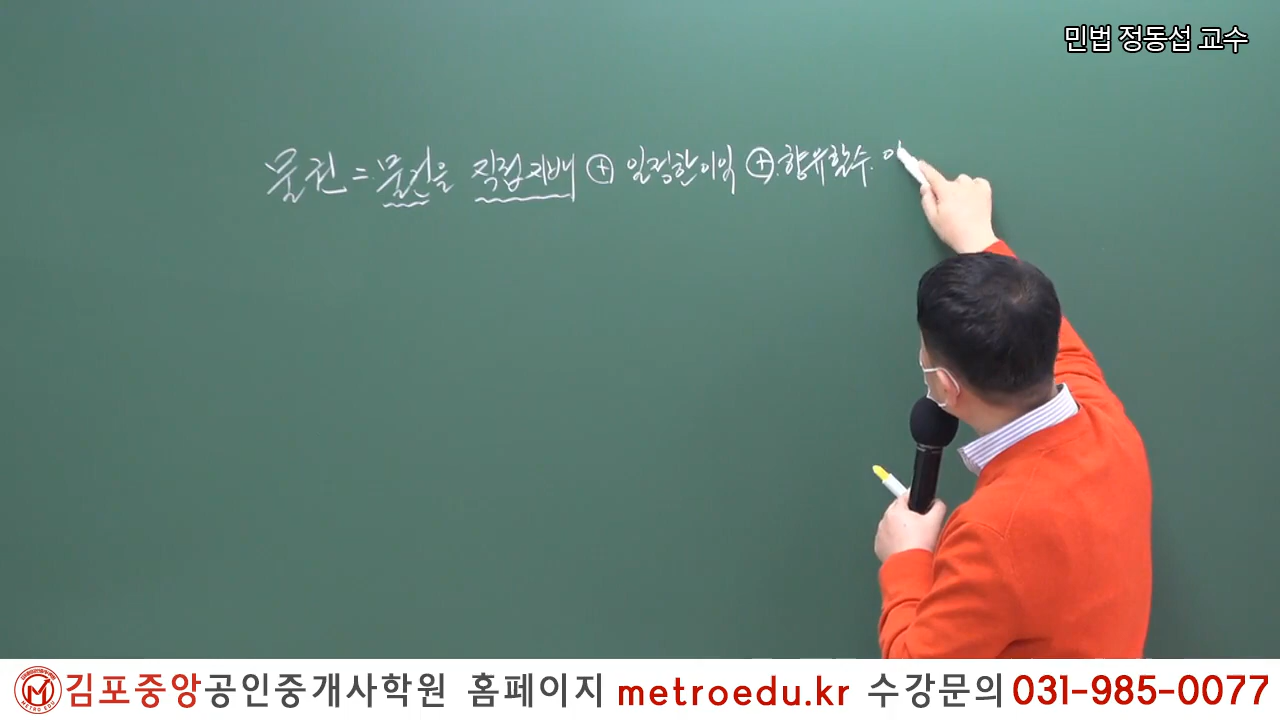 민법 정동섭 교수
물권 = 물건을 직접지배 ⊕ 일정한이익 ⊕ 향유할수
METRO EDU
김포중앙공인중개사학원 홈페이지 metroedu.kr 수강문의 031-985-0077